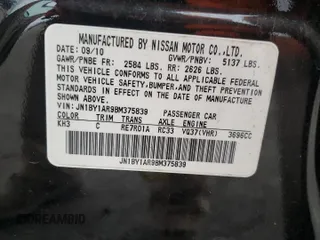 MANUFACTURED BY NISSAN MOTOR CO.,LTD.
DATE: 09/10 GVWR/PNBV: 5137 LBS.
GAWR/PNBE FR: 2584 LBS. RR: 2626 LBS.
THIS VEHICLE CONFORMS TO ALL APPLICABLE FEDERAL
MOTOR VEHICLE SAFETY,BUMPER,AND THEFT PREVENTION
STANDARDS IN EFFECT ON THE DATE OF MANUFACTURE
SHOWN ABOVE.
VIN: JN1BY1AR9BM375839 PASSENGER CAR
COLOR TRIM TRANS AXLE ENGINE
KH3 C RE7R01A RC33 VQ37(VHR) 3696CC
JN1BY1AR9BM375839